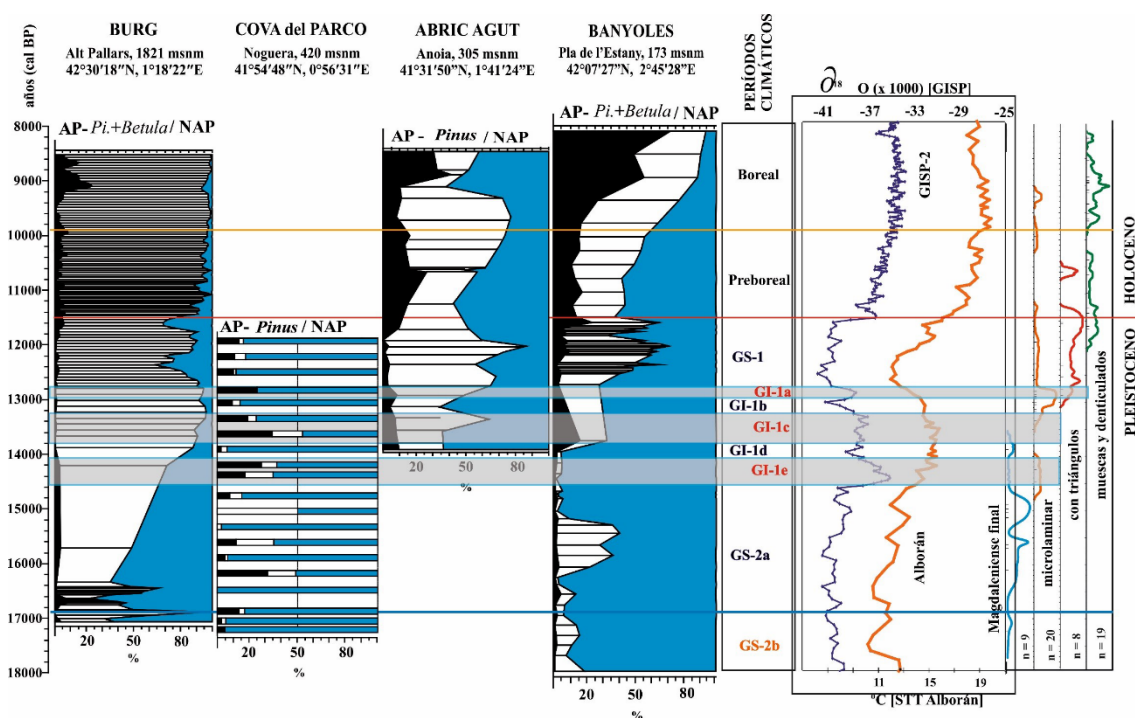 BURG
Alt Pallars, 1821 msnm
42°30'18"N, 1°18'22"E
COVA del PARCO
Noguera, 420 msnm
41°54'48"N, 0°56'31"E
ABRIC AGUT
Anoia, 305 msnm
41°31'50"N, 1°41'24"E
BANYOLES
Pla de l'Estany, 173 msnm
42°07'27"N, 2°45'28"E
PERÍODOS
CLIMÁTICOS
∂18 O (x 1000) [GISP]
-41 -37 -33 -29 -25
años (cal BP)
8000
9000
10000
11000
12000
13000
14000
15000
16000
17000
18000
AP- Pi.+Betula / NAP
20 50 80
%
AP- Pinus / NAP
20 50 80
%
AP - Pinus / NAP
20 50 80
%
AP- Pi.+Betula / NAP
20 50 80
%
Boreal
Preboreal
GS-1
GI-1a
GI-1b
GI-1c
GI-1d
GI-1e
GS-2a
GS-2b
GISP-2
Alborán
11 15 19
ºC [STT Alborán]
Magdaleniense final
n = 9
microlaminar
n = 20
con triángulos
n = 8
muescas y denticulados
n = 19
HOLOCENO
PLEISTOCENO